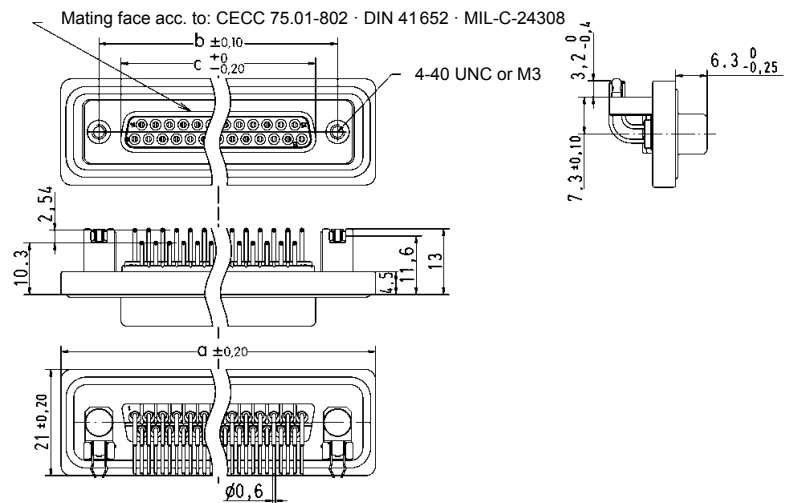 Mating face acc. to: CECC 75.01-802 · DIN 41652 · MIL-C-24308
b ±0,10
c +0 -0,20
4-40 UNC or M3
3,2 0 -0,4
6.3 0 -0,25
7.3±0,10
2,54
10.3
4.5
11,6
13
a ±0,20
21±0,20
1
ø0,6